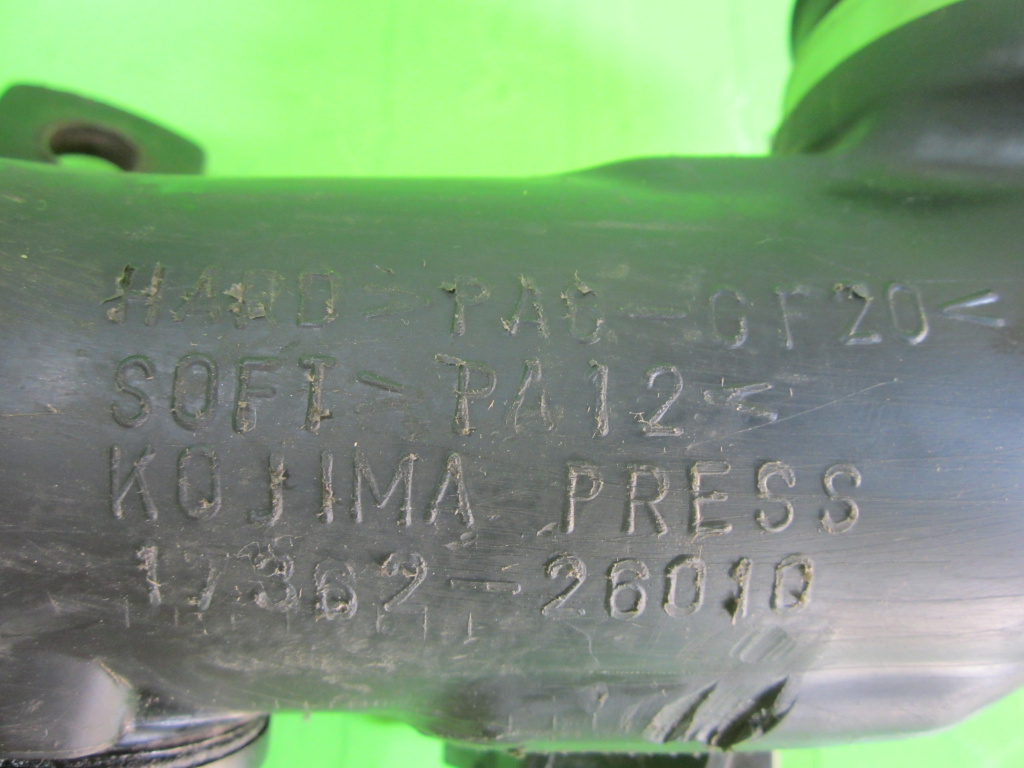 HARD >PA6-GF20<
SOFT >PA12<
KOJIMA PRESS
17362-26010